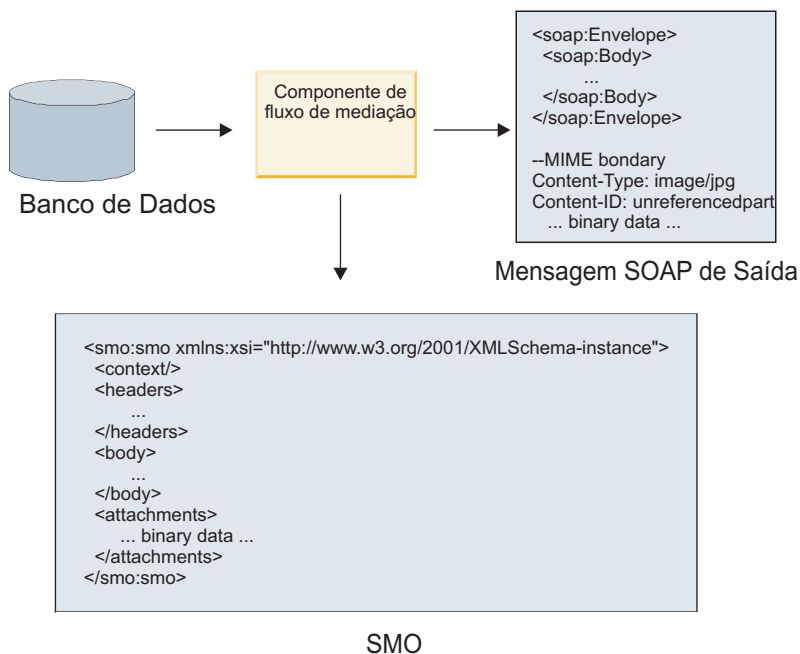 Banco de Dados
Componente de
fluxo de mediação
<soap:Envelope>
<soap:Body>
...
</soap:Body>
</soap:Envelope>
--MIME bondary
Content-Type: image/jpg
Content-ID: unreferencedpart
... binary data ...
Mensagem SOAP de Saída
<smo:smo xmlns:xsi="http://www.w3.org/2001/XMLSchema-instance">
<context/>
<headers>
...
</headers>
<body>
...
</body>
<attachments>
... binary data ...
</attachments>
</smo:smo>
SMO